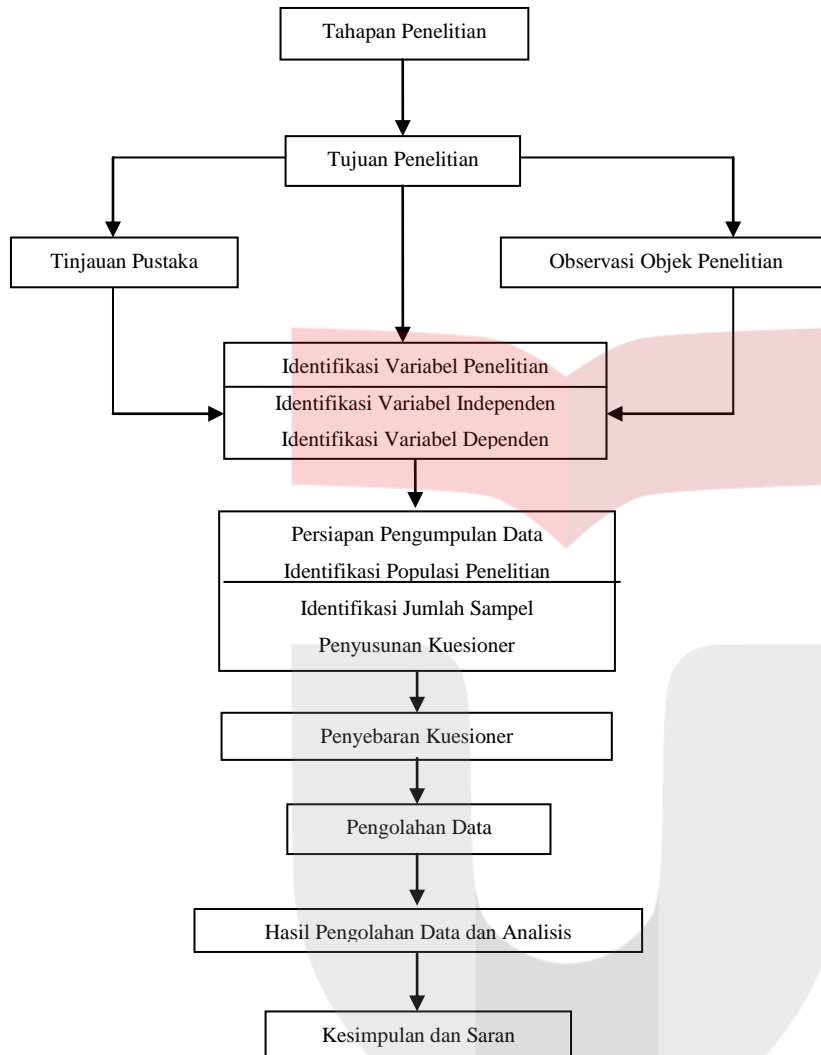 Tahapan Penelitian
Tujuan Penelitian
Tinjauan Pustaka
Observasi Objek Penelitian
Identifikasi Variabel Penelitian
Identifikasi Variabel Independen
Identifikasi Variabel Dependen
Persiapan Pengumpulan Data
Identifikasi Populasi Penelitian
Identifikasi Jumlah Sampel
Penyusunan Kuesioner
Penyebaran Kuesioner
Pengolahan Data
Hasil Pengolahan Data dan Analisis
Kesimpulan dan Saran